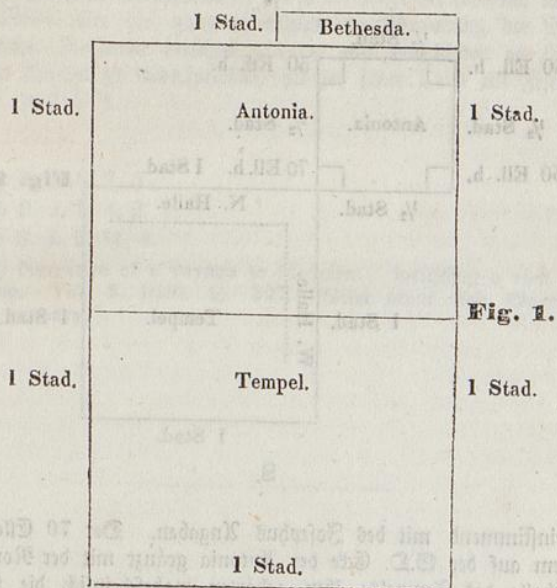 1 Stad. Bethesda.
1 Stad. Antonia. 1 Stad.
Fig. 1.
1 Stad. Tempel. 1 Stad.
1 Stad.